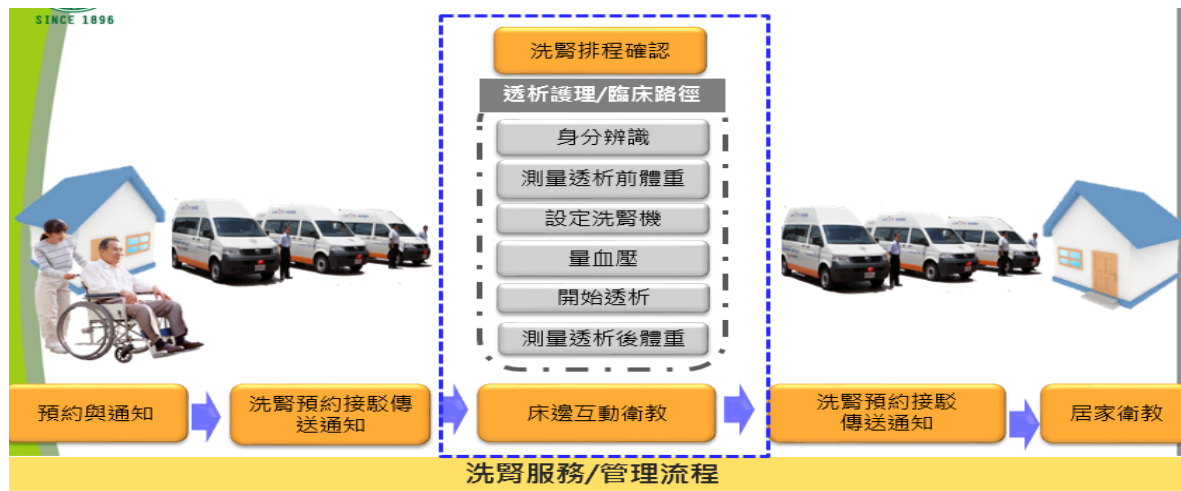 SINCE 1896
洗腎排程確認
透析護理/臨床路徑
身分辨識
測量透析前體重
設定洗腎機
量血壓
開始透析
測量透析後體重
預約與通知
洗腎預約接駁傳
送通知
床邊互動衛教
洗腎預約接駁
傳送通知
居家衛教
洗腎服務/管理流程